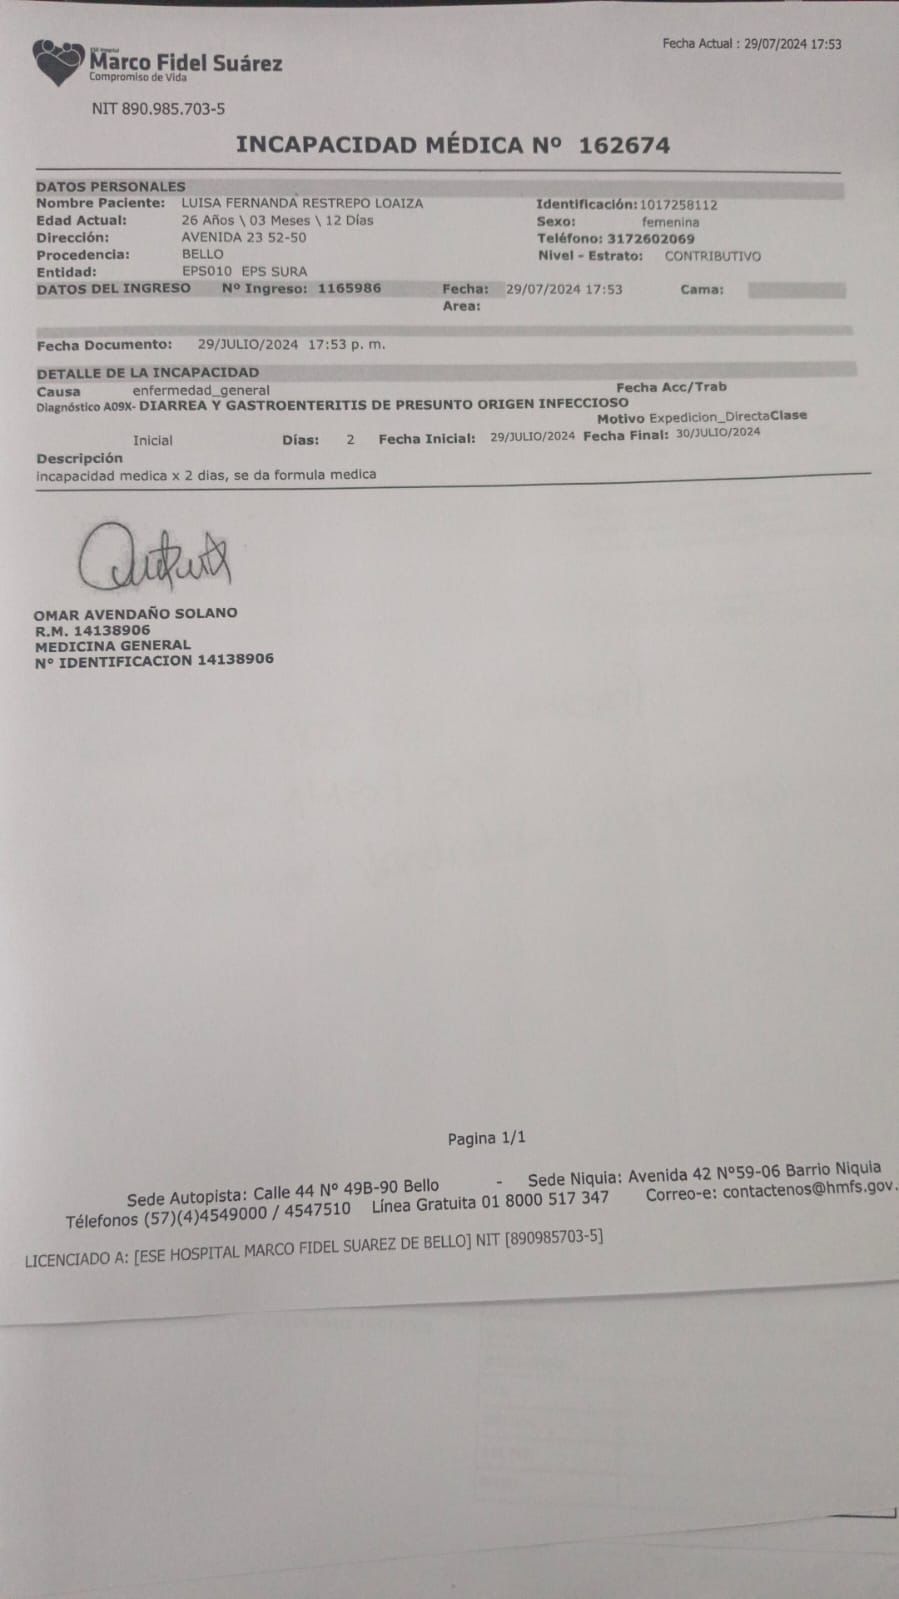 Fecha Actual : 29/07/2024 17:53
ESE Hospital
Marco Fidel Suárez
Compromiso de Vida
NIT 890.985.703-5
INCAPACIDAD MÉDICA Nº 162674
DATOS PERSONALES
Nombre Paciente: LUISA FERNANDA RESTREPO LOAIZA Identificación: 1017258112
Edad Actual: 26 Años \ 03 Meses \ 12 Días Sexo: femenina
Dirección: AVENIDA 23 52-50 Teléfono: 3172602069
Procedencia: BELLO Nivel - Estrato: CONTRIBUTIVO
Entidad: EPS010 EPS SURA
DATOS DEL INGRESO Nº Ingreso: 1165986 Fecha: 29/07/2024 17:53 Cama:
Area:
Fecha Documento: 29/JULIO/2024 17:53 p. m.
DETALLE DE LA INCAPACIDAD
Causa enfermedad_general Fecha Acc/Trab
Diagnóstico A09X- DIARREA Y GASTROENTERITIS DE PRESUNTO ORIGEN INFECCIOSO
Motivo Expedicion_DirectaClase
Inicial Días: 2 Fecha Inicial: 29/JULIO/2024 Fecha Final: 30/JULIO/2024
Descripción
incapacidad medica x 2 dias, se da formula medica
OMAR AVENDAÑO SOLANO
R.M. 14138906
MEDICINA GENERAL
Nº IDENTIFICACION 14138906
Pagina 1/1
Sede Autopista: Calle 44 Nº 49B-90 Bello - Sede Niquia: Avenida 42 Nº59-06 Barrio Niquia
Télefonos (57)(4)4549000 / 4547510 Línea Gratuita 01 8000 517 347 Correo-e: contactenos@hmfs.gov.
LICENCIADO A: [ESE HOSPITAL MARCO FIDEL SUAREZ DE BELLO] NIT [890985703-5]